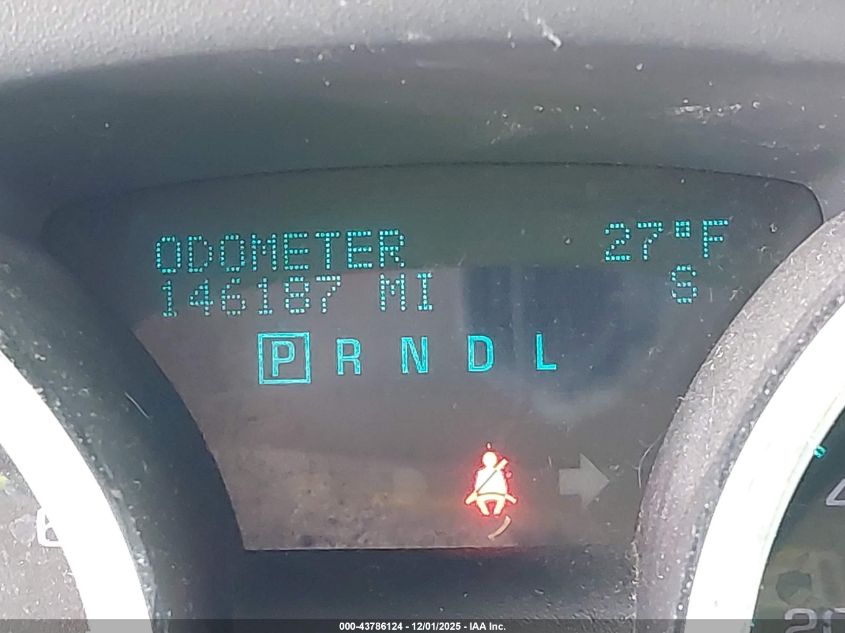 ODOMETER 27°F
146187 MI S
P R N D L
000-43786124 - 12/01/2025 - IAA Inc.